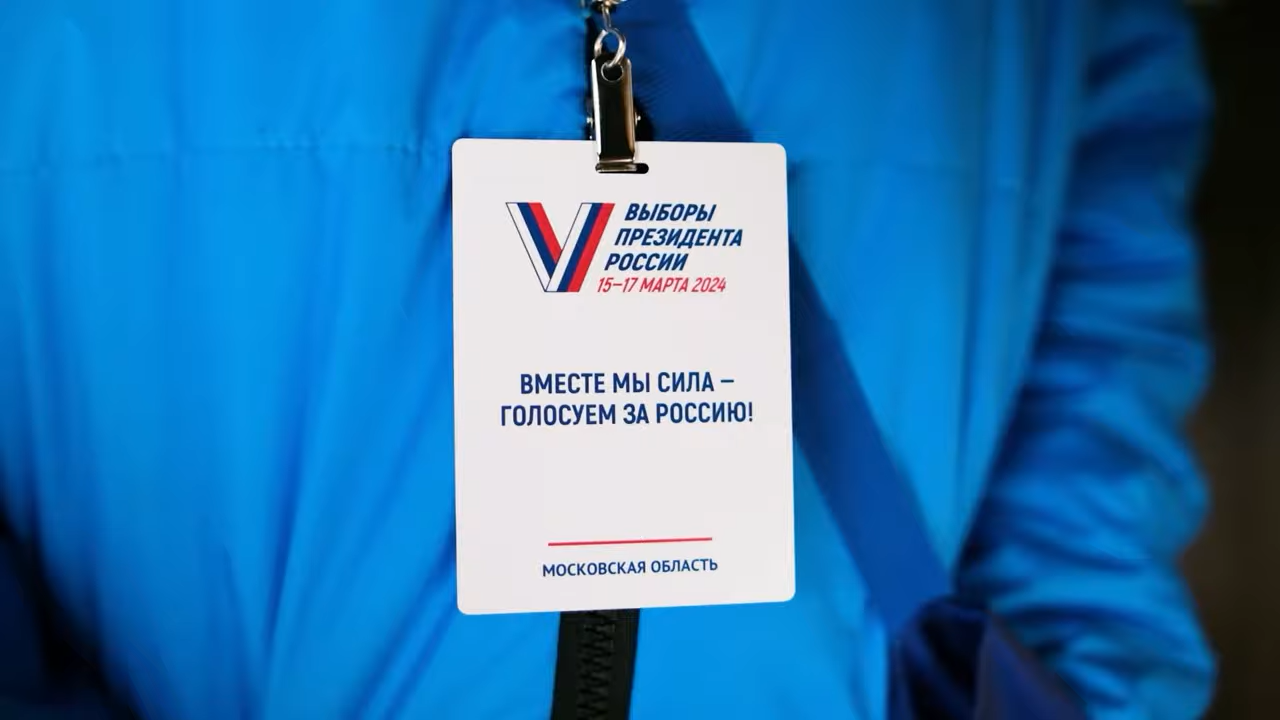 ВЫБОРЫ
ПРЕЗИДЕНТА
РОССИИ
15–17 МАРТА 2024
ВМЕСТЕ МЫ СИЛА –
ГОЛОСУЕМ ЗА РОССИЮ!
МОСКОВСКАЯ ОБЛАСТЬ